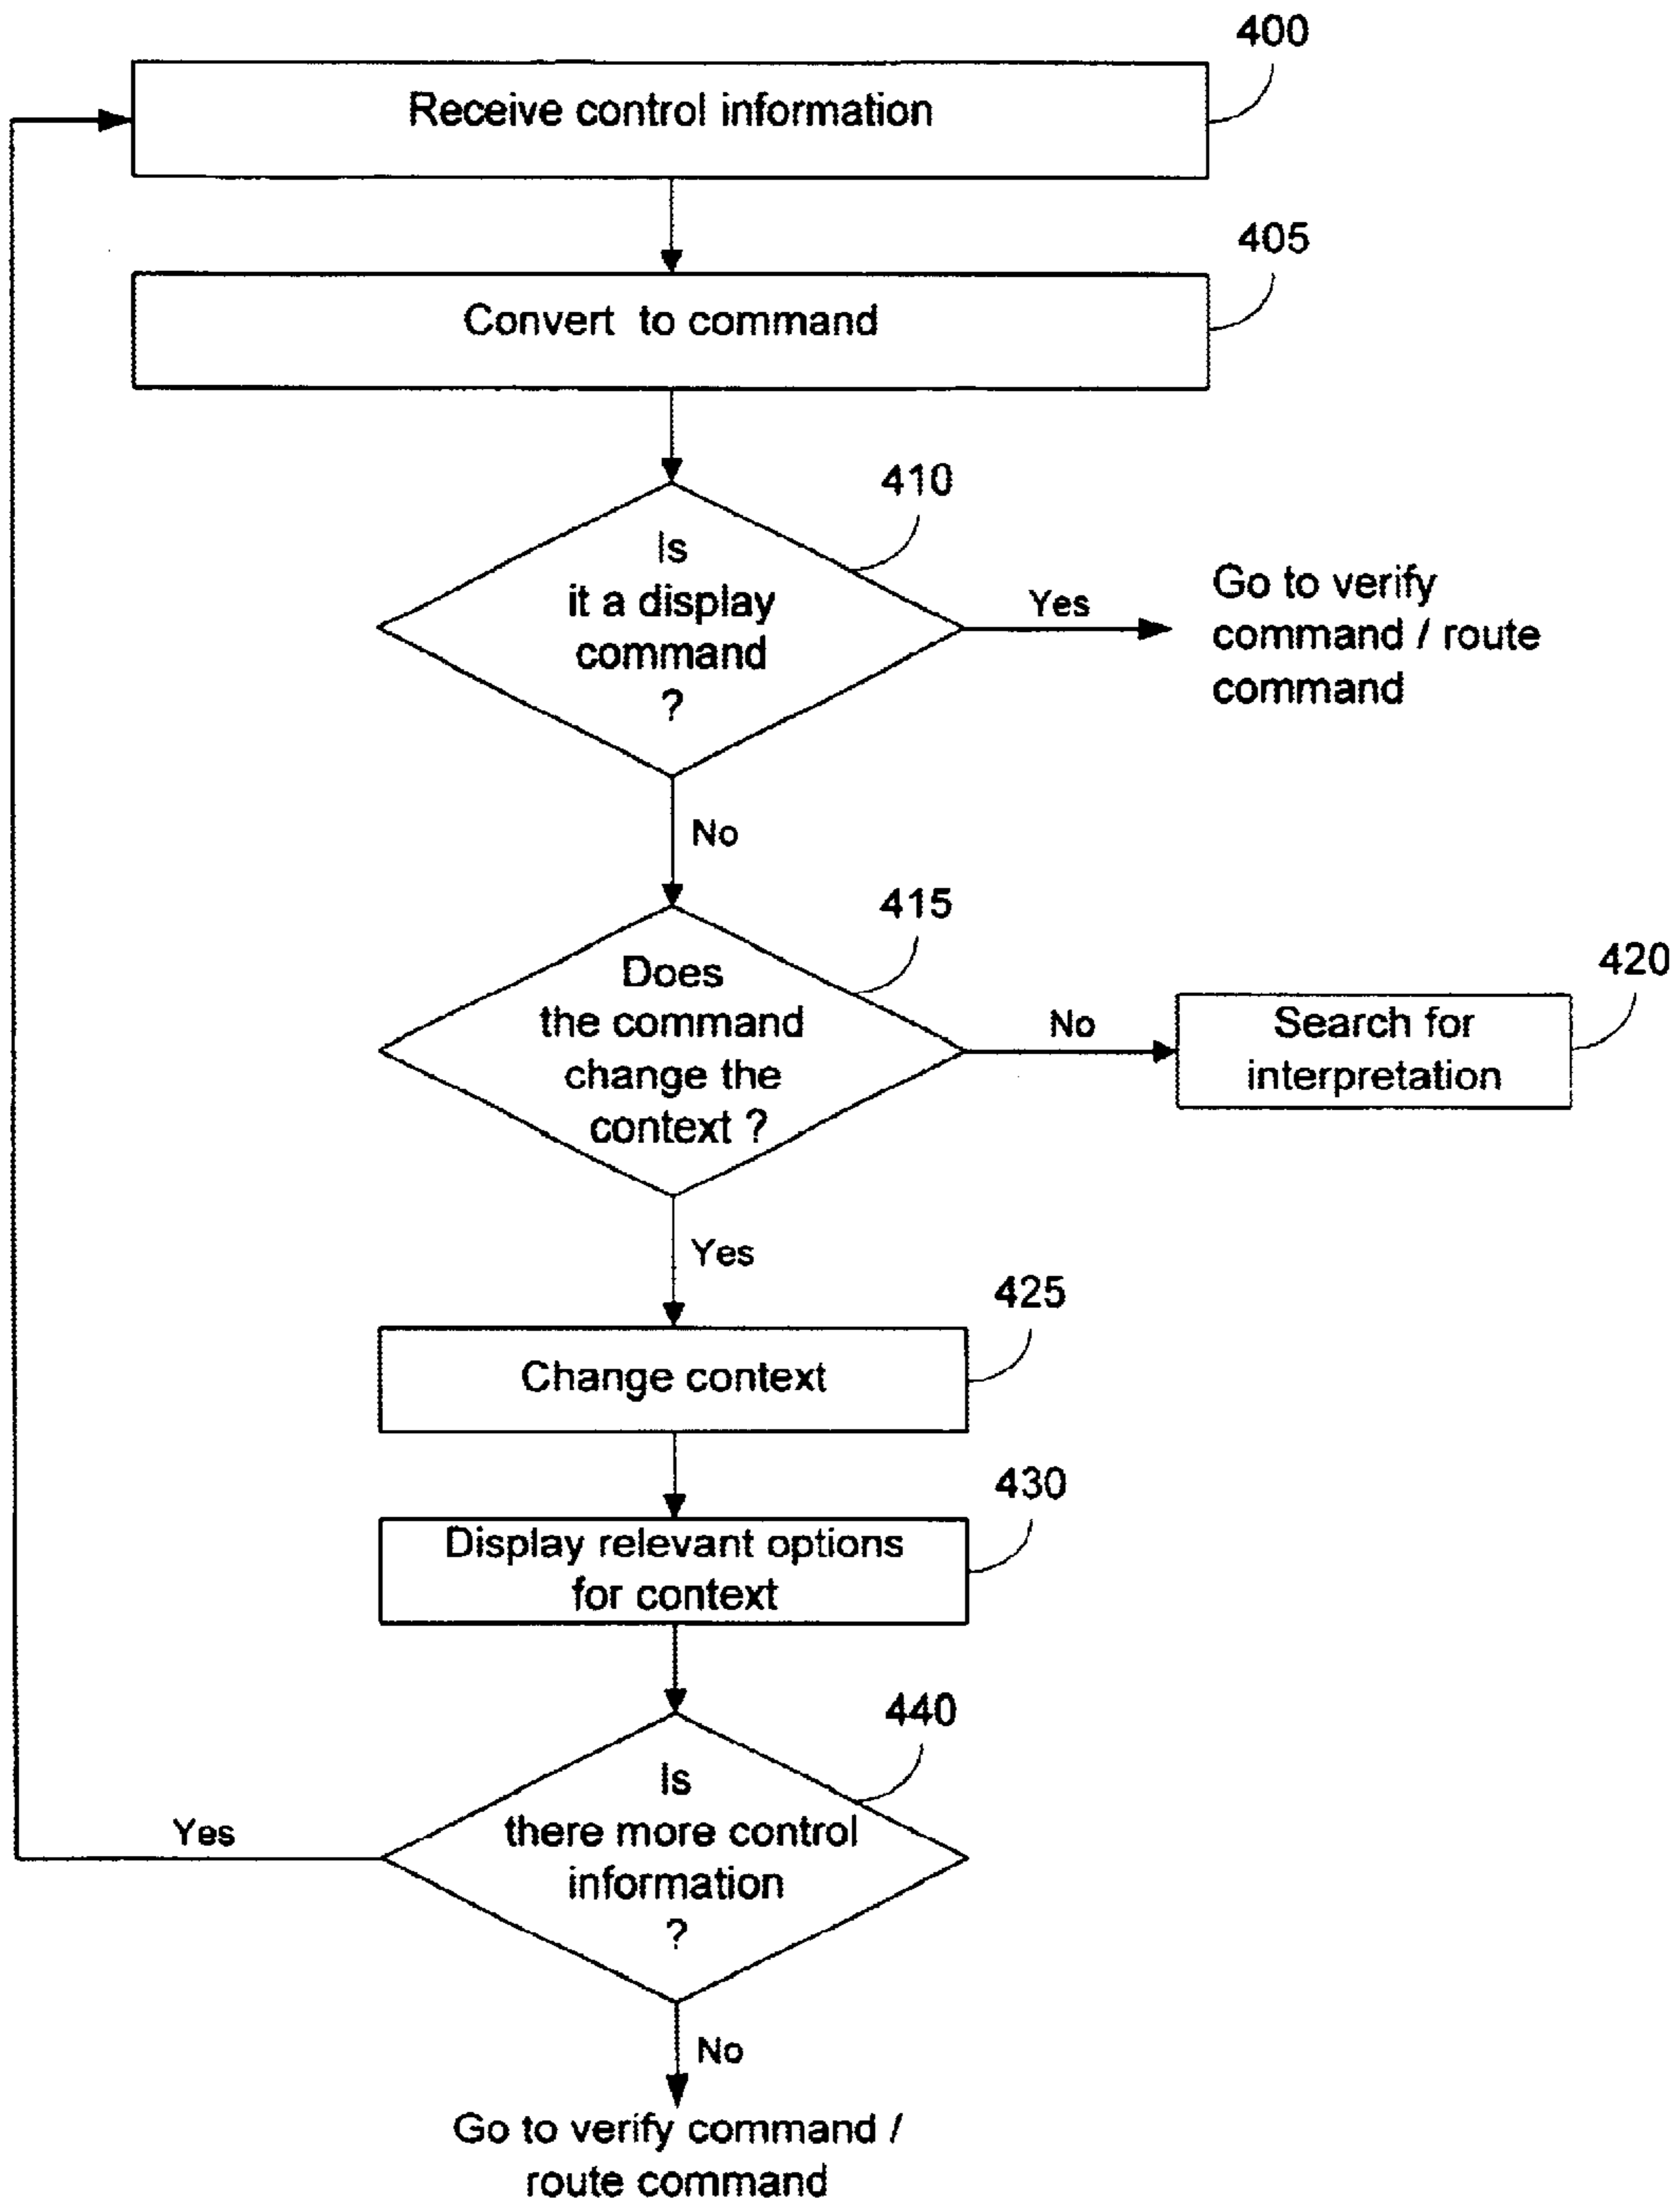 400
Receive control information
405
Convert to command
410
Is
it a display
command
?
Yes
Go to verify
command / route
command
No
415
Does
the command
change the
context ?
No
420
Search for
interpretation
Yes
425
Change context
430
Display relevant options
for context
440
Is
there more control
information
?
Yes
No
Go to verify command /
route command